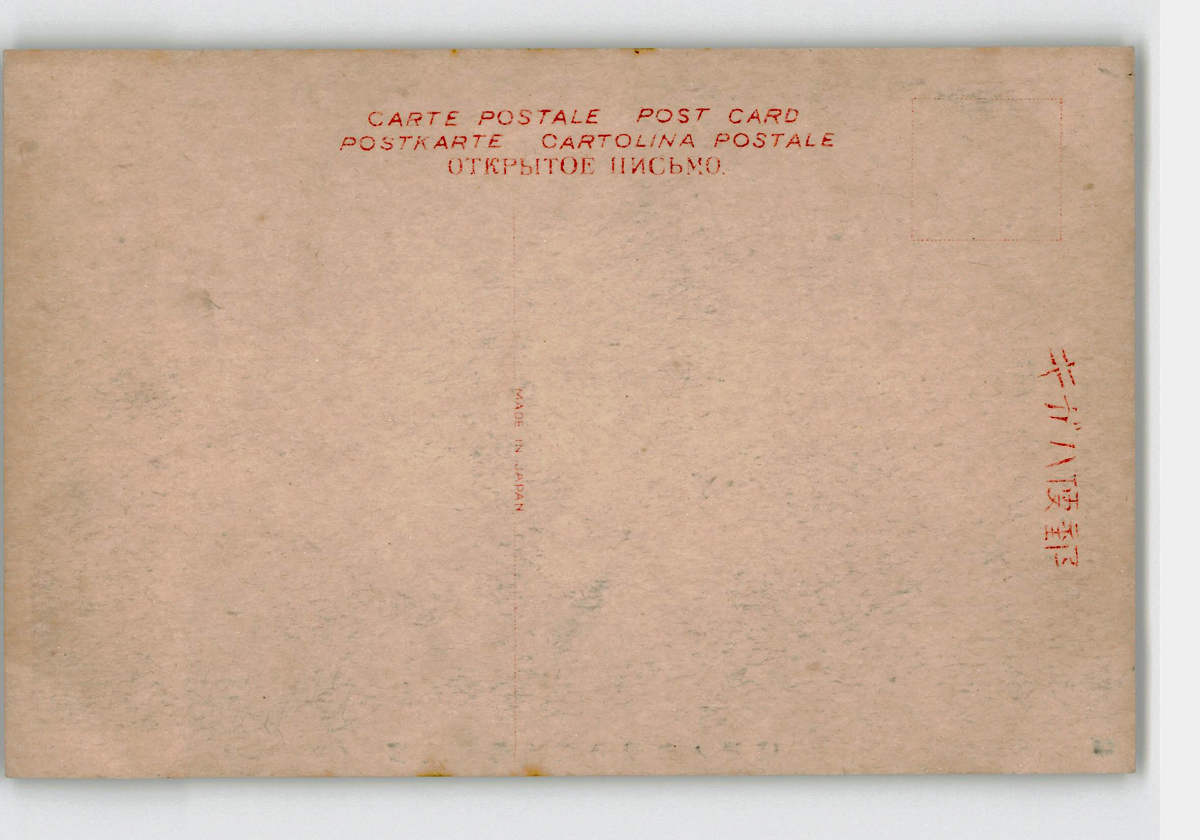 CARTE POSTALE POST CARD
POSTKARTE CARTOLINA POSTALE
ОТКРЫТОЕ ПИСЬМО.
MADE IN JAPAN
郵便ハガキ